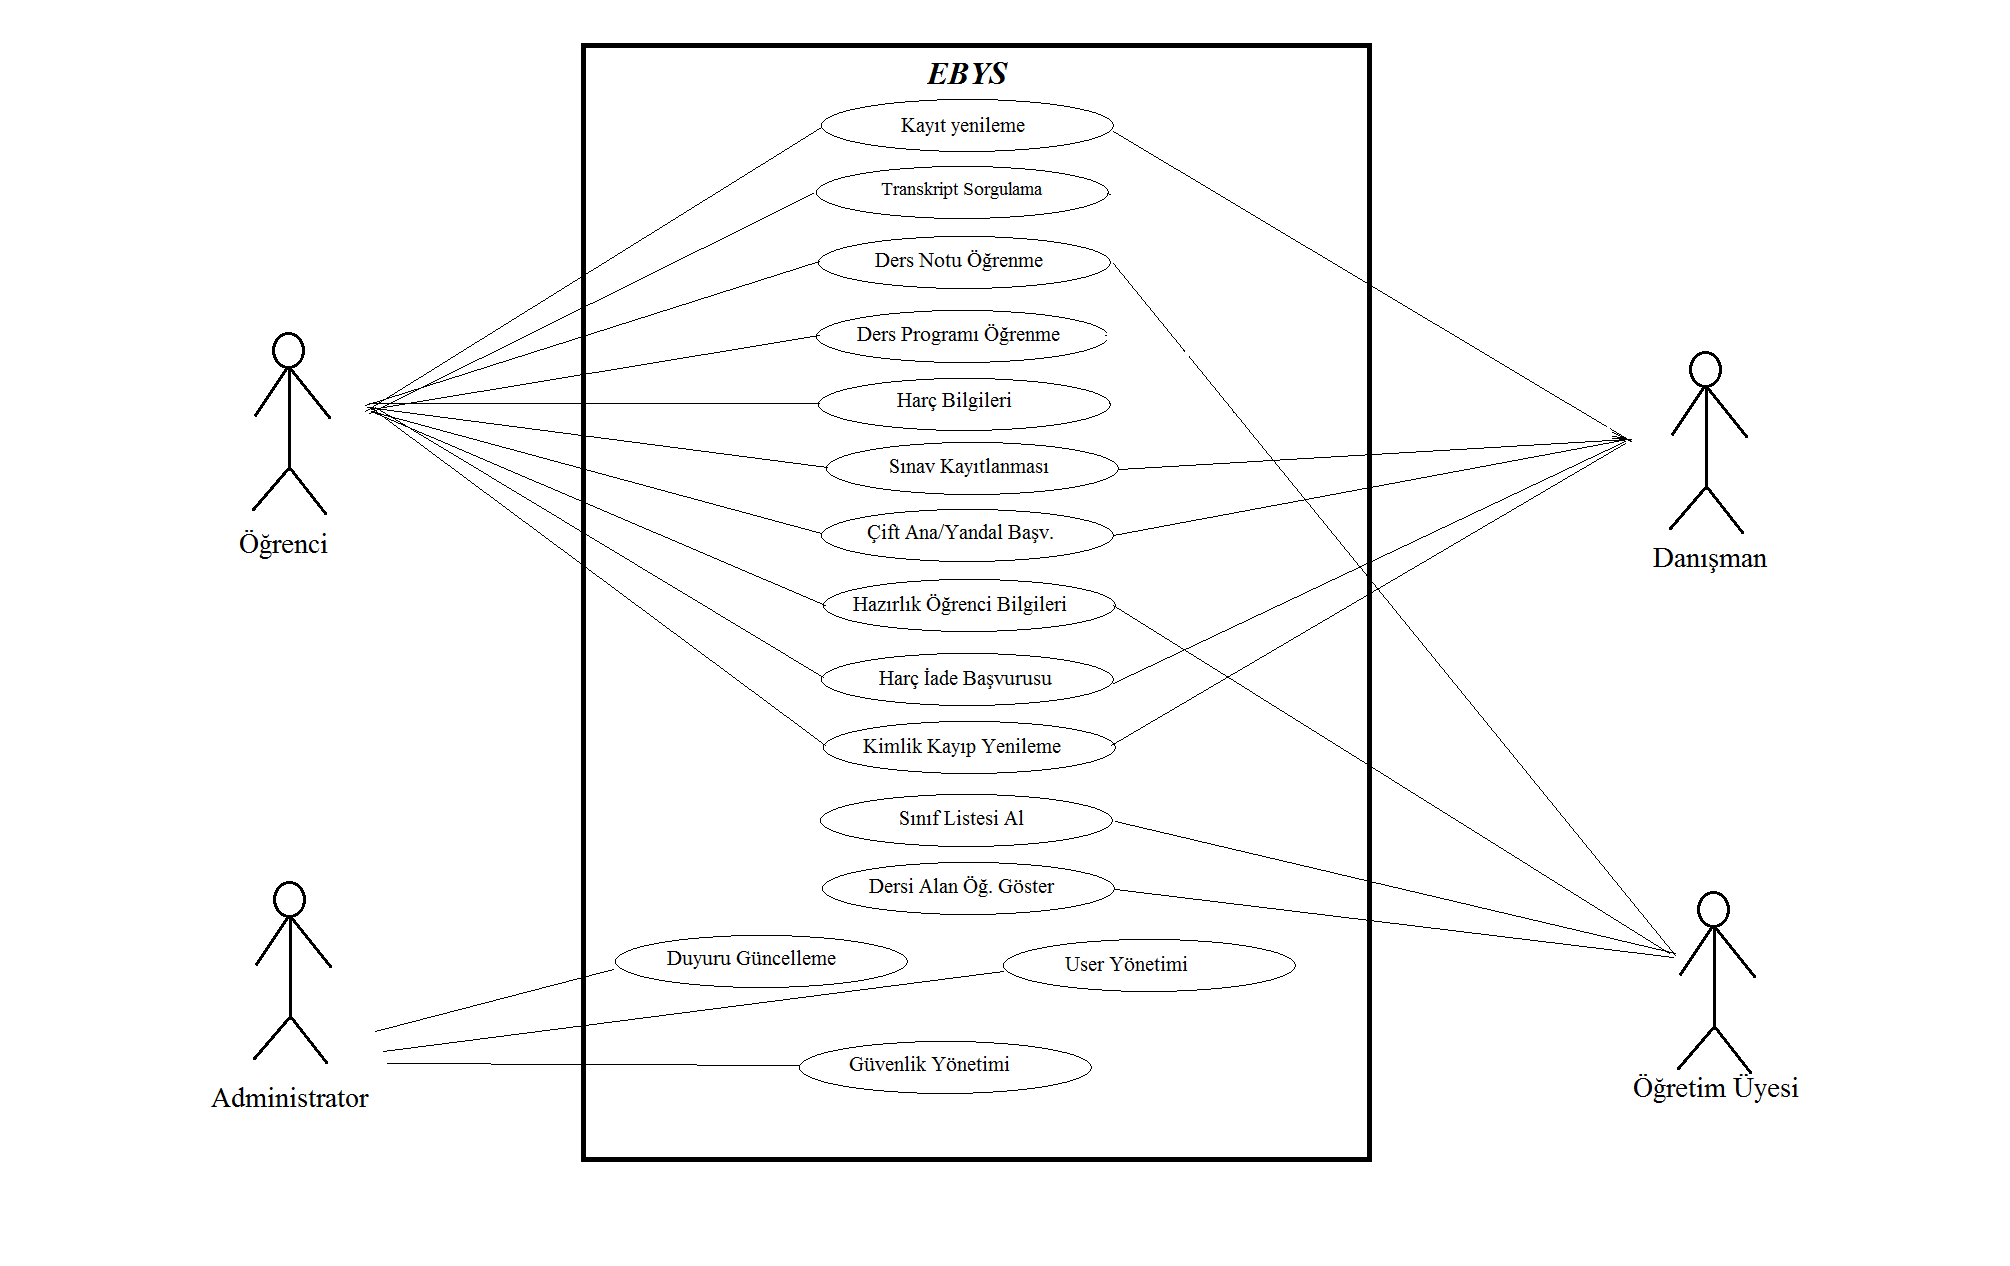 EBYS
Kayıt yenileme
Transkript Sorgulama
Ders Notu Öğrenme
Ders Programı Öğrenme
Harç Bilgileri
Sınav Kayıtlanması
Çift Ana/Yandal Başv.
Hazırlık Öğrenci Bilgileri
Harç İade Başvurusu
Kimlik Kayıp Yenileme
Sınıf Listesi Al
Dersi Alan Öğ. Göster
Duyuru Güncelleme
User Yönetimi
Güvenlik Yönetimi
Öğrenci
Danışman
Administrator
Öğretim Üyesi